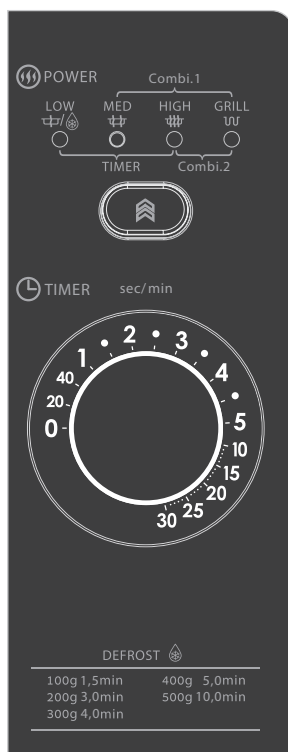 POWER
Combi.1
LOW MED HIGH GRILL
TIMER Combi.2
TIMER sec/min
0 20 40 1 2 3 4 5 10 15 20 25 30
DEFROST
100g 1,5min 400g 5,0min
200g 3,0min 500g 10,0min
300g 4,0min